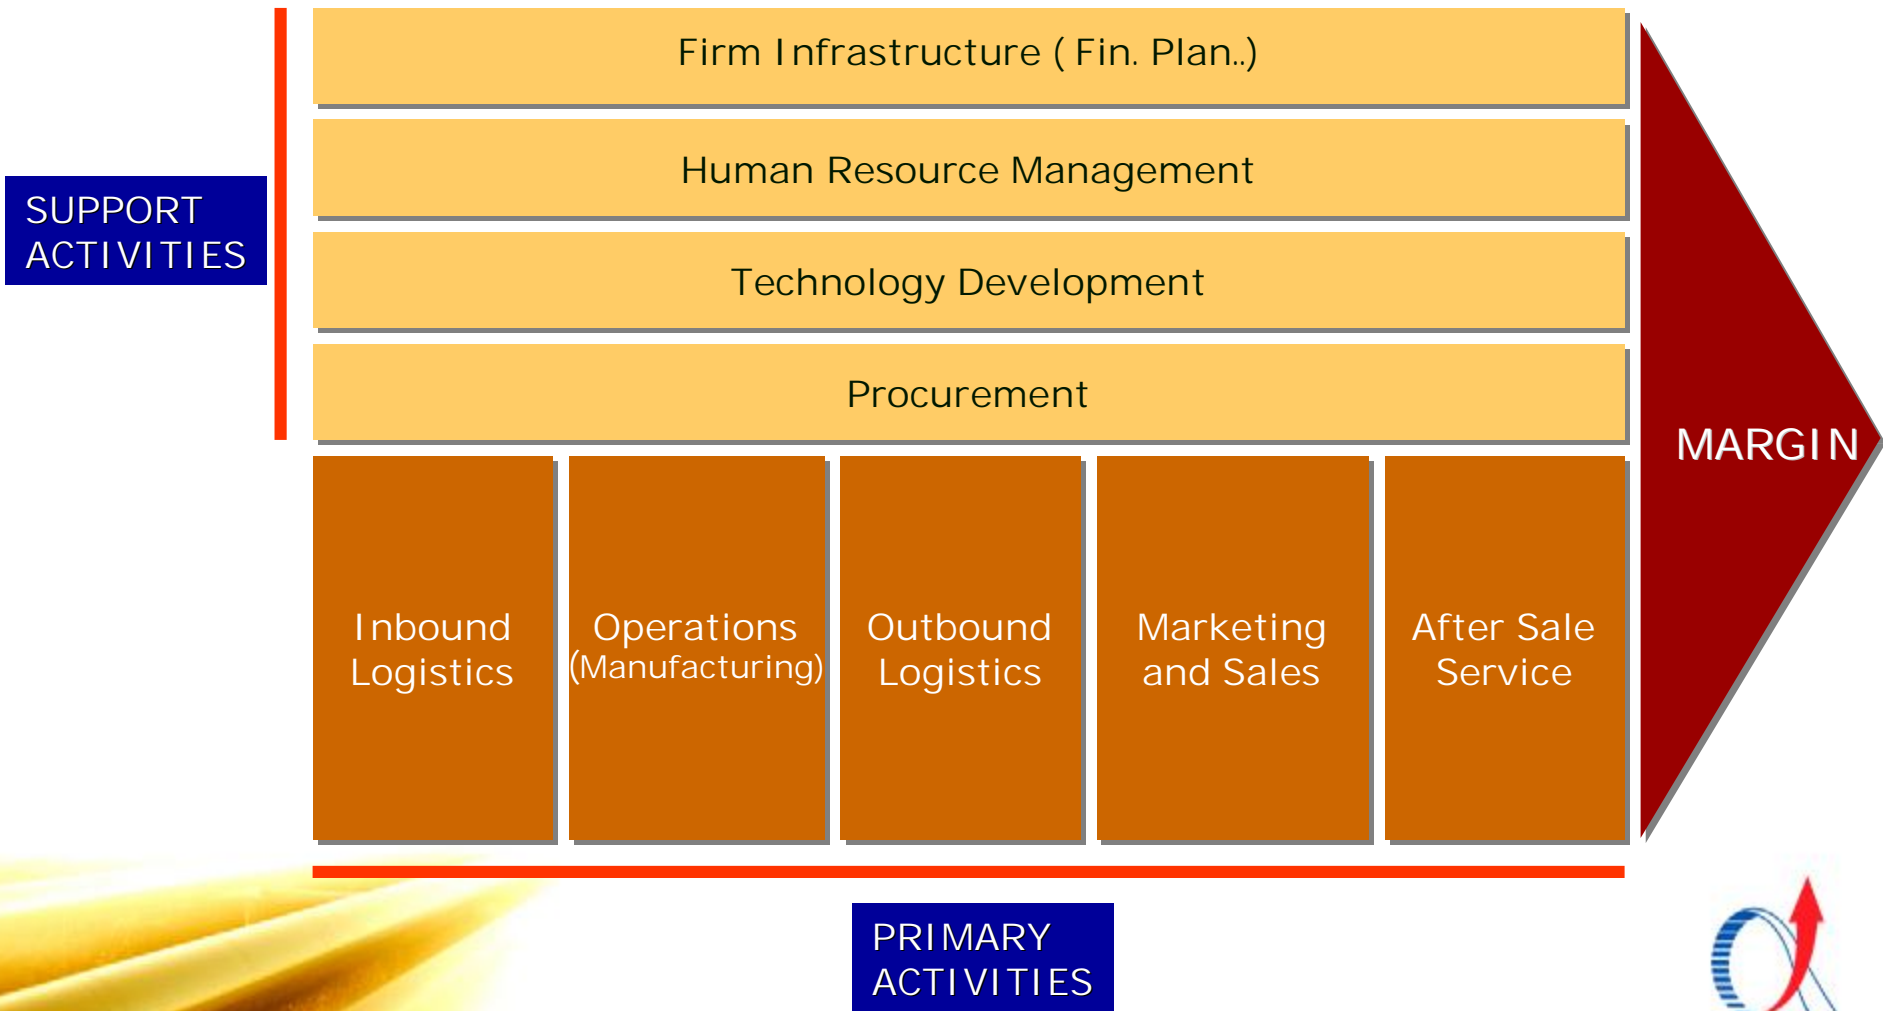 Firm Infrastructure ( Fin. Plan..)
Human Resource Management
SUPPORT
ACTIVITIES
Technology Development
Procurement
MARGIN
Inbound
Logistics
Operations
(Manufacturing)
Outbound
Logistics
Marketing
and Sales
After Sale
Service
PRIMARY
ACTIVITIES